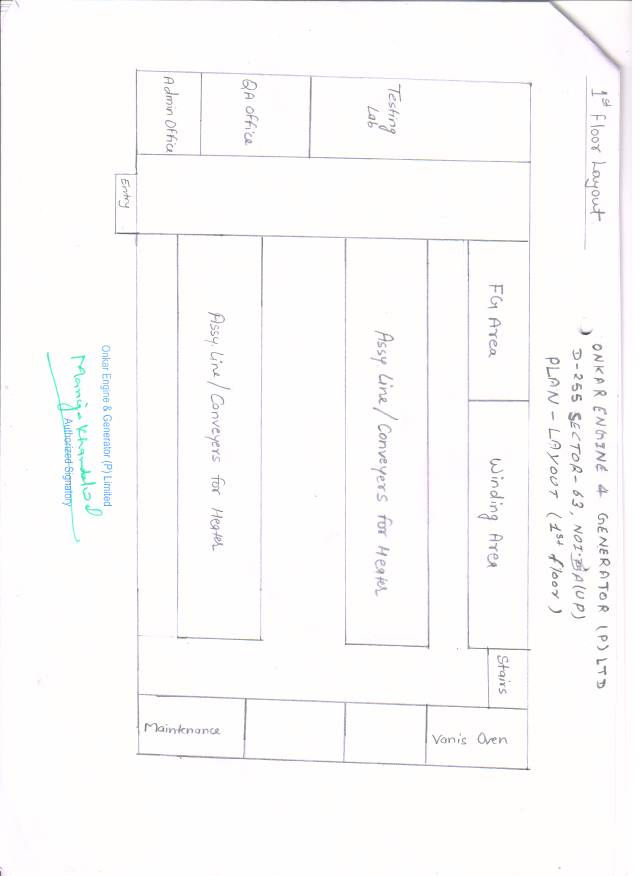 ONKAR ENGINE & GENERATOR (P) LTD
D-255 SECTOR-63, NOIDA (UP)
PLAN-LAYOUT (1st floor)
1st Floor Layout
Testing
Lab
QA Office
Admin Office
Entry
FG Area
Winding Area
Stairs
Assy Line/Conveyers for Heater
Assy. Line/Conveyers for Heater
Vanis Oven
Maintenance
Onkar Engine & Generator (P) Limited
Authorized Signatory